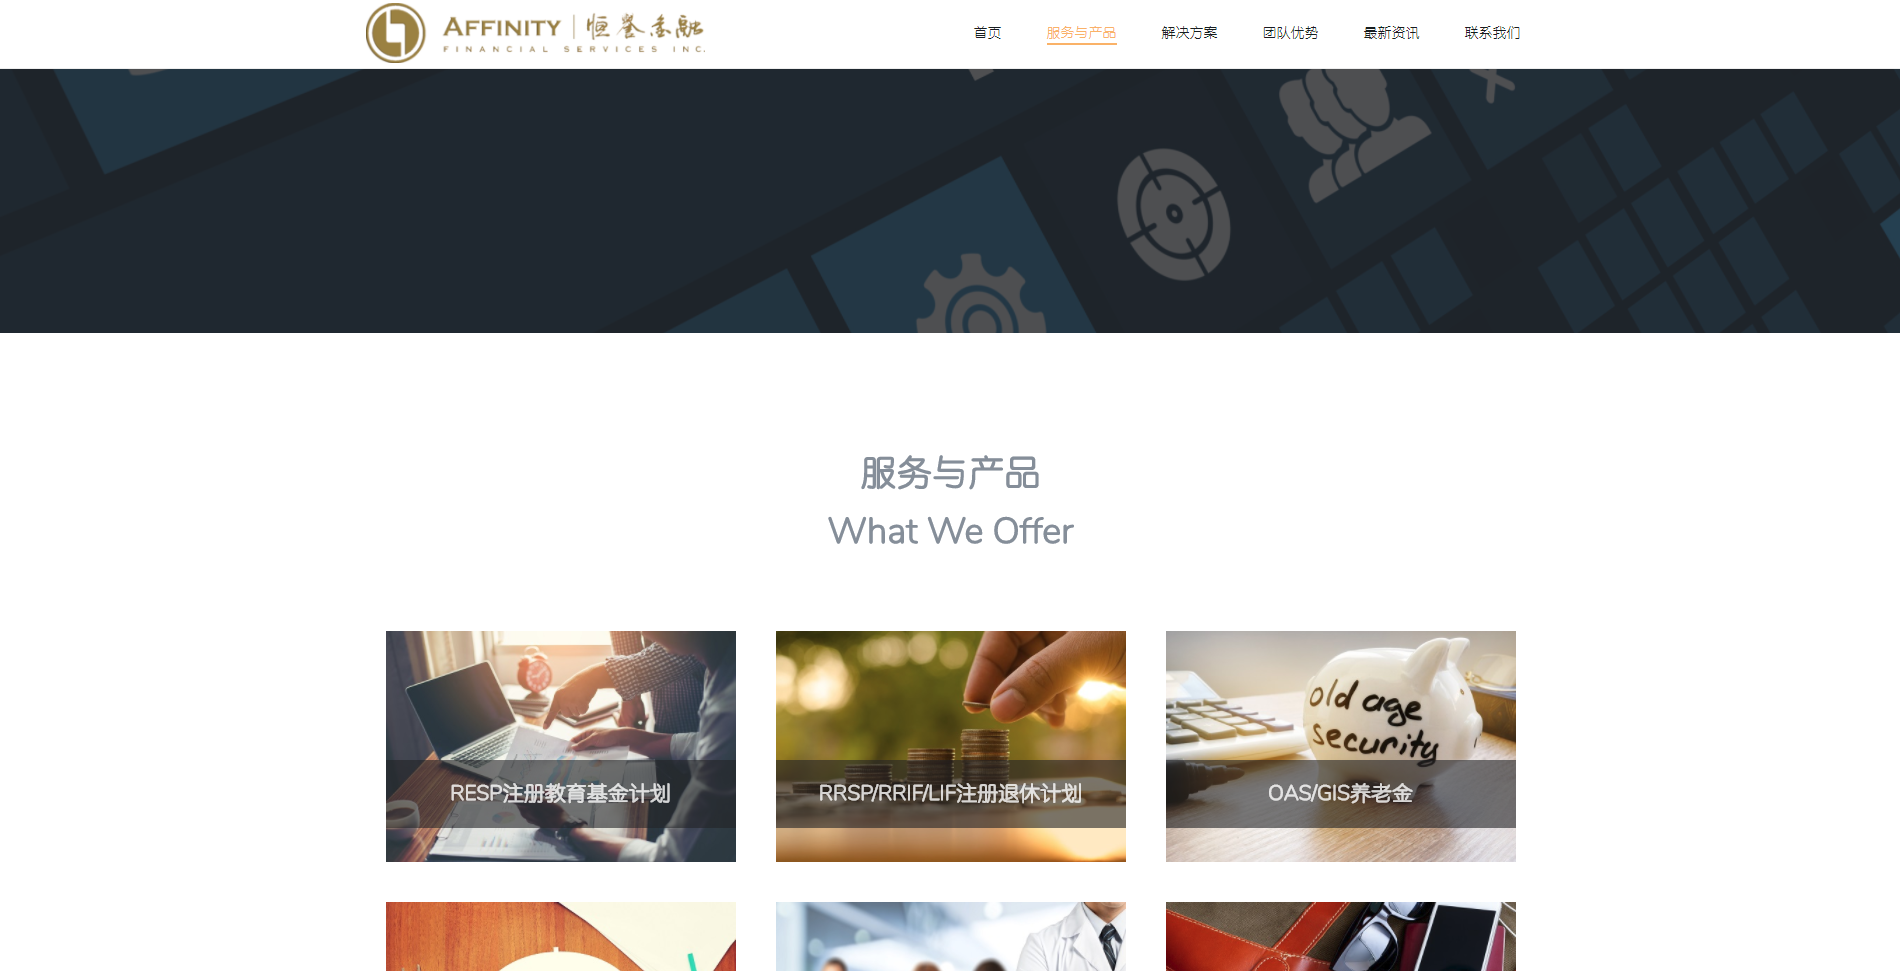 AFFINITY | 恒誉金融
FINANCIAL SERVICES INC.
首页
服务与产品
解决方案
团队优势
最新资讯
联系我们
服务与产品
What We Offer
old age
security
RESP注册教育基金计划
RRSP/RRIF/LIF注册退休计划
OAS/GIS养老金